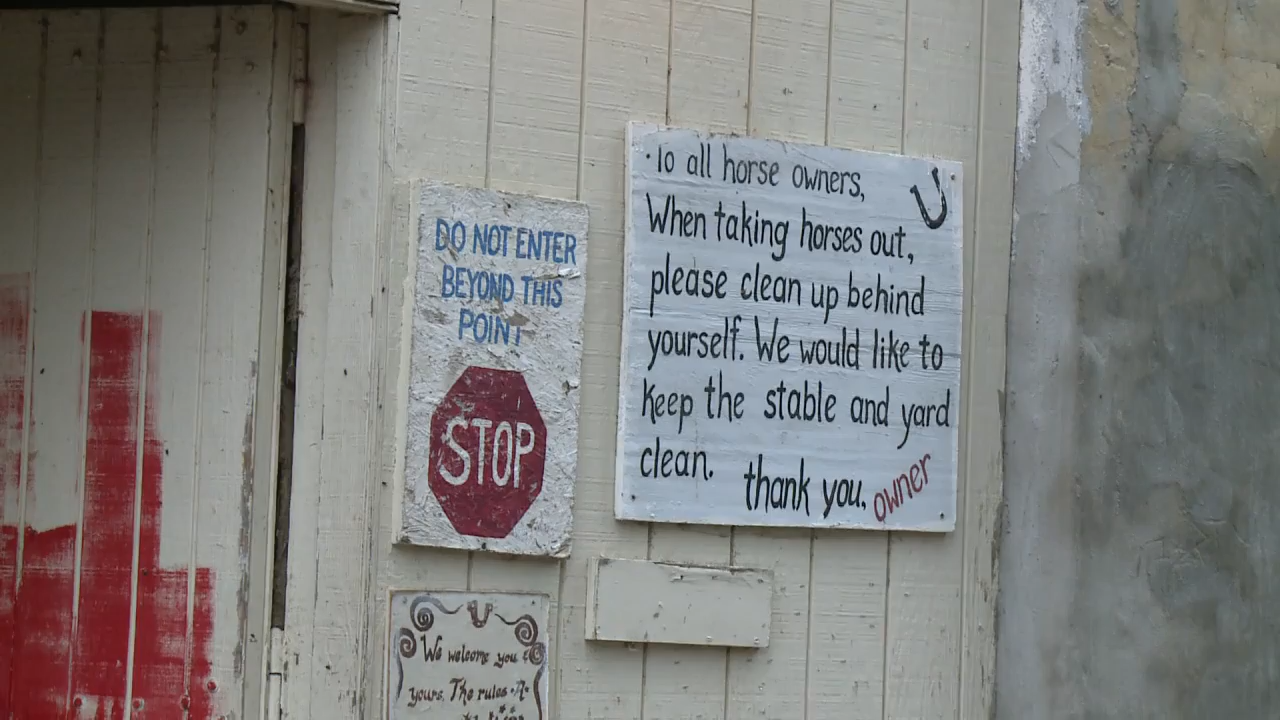 DO NOT ENTER
BEYOND THIS
POINT
STOP
To all horse owners,
When taking horses out,
please clean up behind
yourself. We would like to
keep the stable and yard
clean. thank you. owner
We welcome you &
yours. The rules